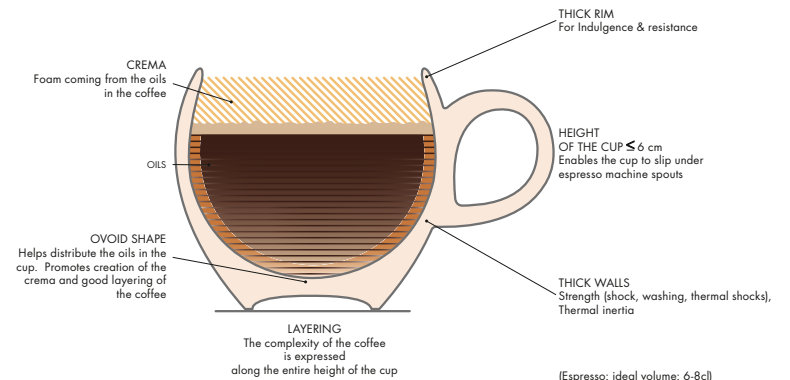 THICK RIM
For Indulgence & resistance
CREMA
Foam coming from the oils
in the coffee
HEIGHT
OF THE CUP ≤ 6 cm
Enables the cup to slip under
espresso machine spouts
OILS
OVOID SHAPE
Helps distribute the oils in the
cup. Promotes creation of the
crema and good layering of
the coffee
THICK WALLS
Strength (shock, washing, thermal shocks),
Thermal inertia
LAYERING
The complexity of the coffee
is expressed
along the entire height of the cup
(Espresso: ideal volume: 6-8cl)